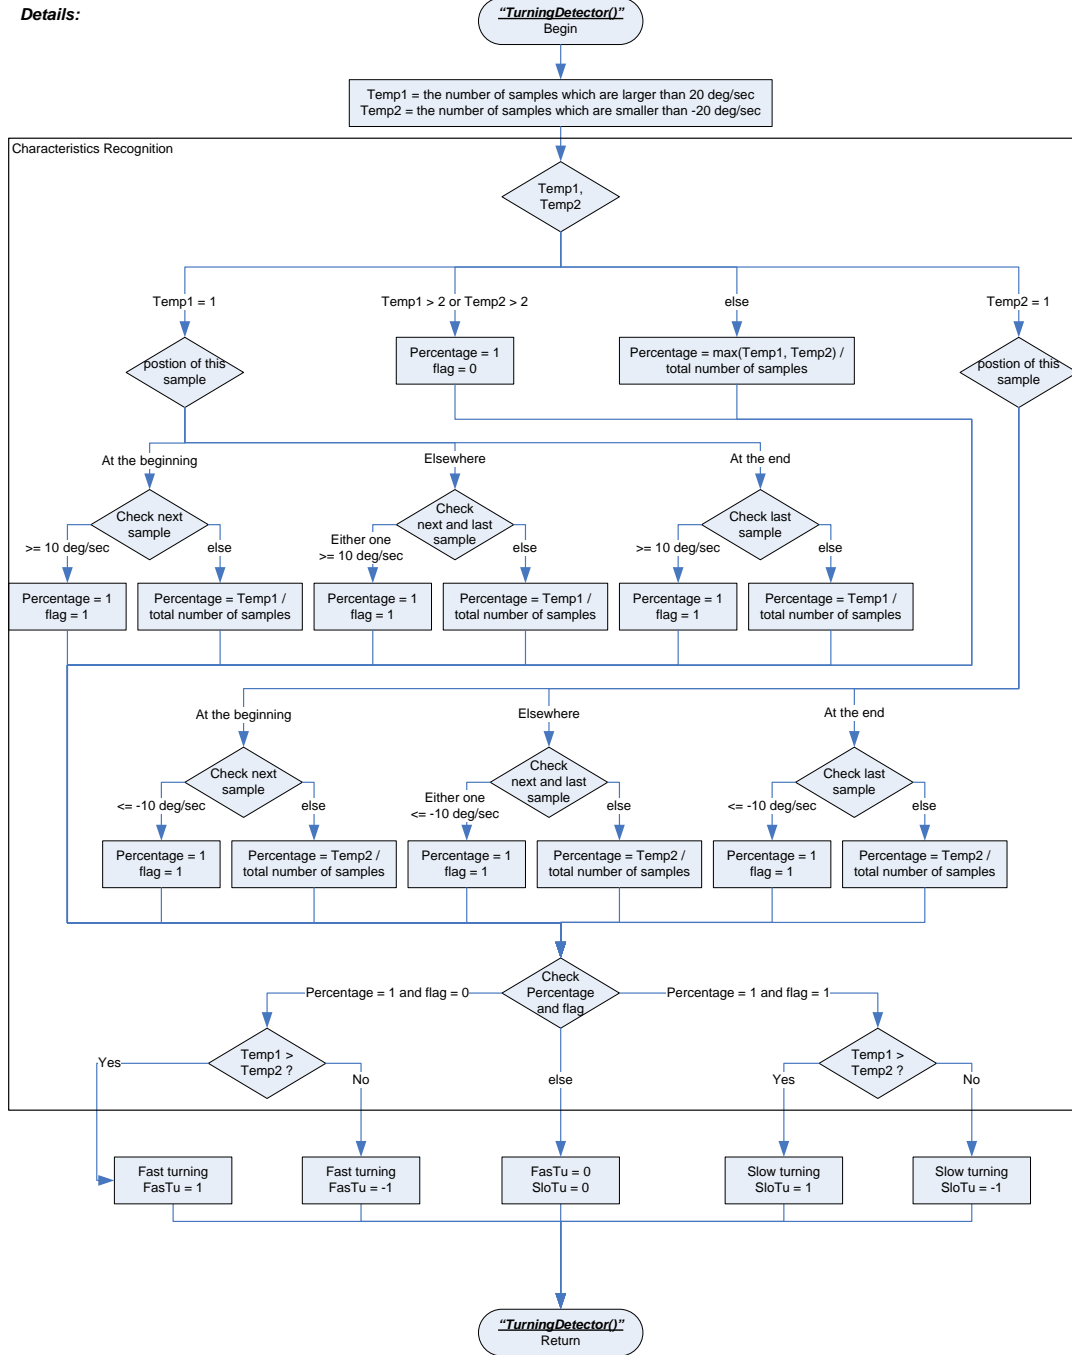 Details:
"TurningDetector()"
Begin
Temp1 = the number of samples which are larger than 20 deg/sec
Temp2 = the number of samples which are smaller than -20 deg/sec
Characteristics Recognition
Temp1,
Temp2
Temp1 = 1
Temp1 > 2 or Temp2 > 2
else
Temp2 = 1
postion of this
sample
Percentage = 1
flag = 0
Percentage = max(Temp1, Temp2) /
total number of samples
postion of this
sample
At the beginning
Elsewhere
At the end
Check next
sample
Check
next and last
sample
Check last
sample
>= 10 deg/sec
else
Either one
>= 10 deg/sec
else
>= 10 deg/sec
else
Percentage = 1
flag = 1
Percentage = Temp1 /
total number of samples
Percentage = 1
flag = 1
Percentage = Temp1 /
total number of samples
Percentage = 1
flag = 1
Percentage = Temp1 /
total number of samples
At the beginning
Elsewhere
At the end
Check next
sample
Check
next and last
sample
Check last
sample
<= -10 deg/sec
else
Either one
<= -10 deg/sec
else
<= -10 deg/sec
else
Percentage = 1
flag = 1
Percentage = Temp2 /
total number of samples
Percentage = 1
flag = 1
Percentage = Temp2 /
total number of samples
Percentage = 1
flag = 1
Percentage = Temp2 /
total number of samples
Check
Percentage
and flag
Percentage = 1 and flag = 0
Percentage = 1 and flag = 1
Temp1 >
Temp2 ?
Temp1 >
Temp2 ?
Yes
No
else
Yes
No
Fast turning
FasTu = 1
Fast turning
FasTu = -1
FasTu = 0
SloTu = 0
Slow turning
SloTu = 1
Slow turning
SloTu = -1
"TurningDetector()"
Return